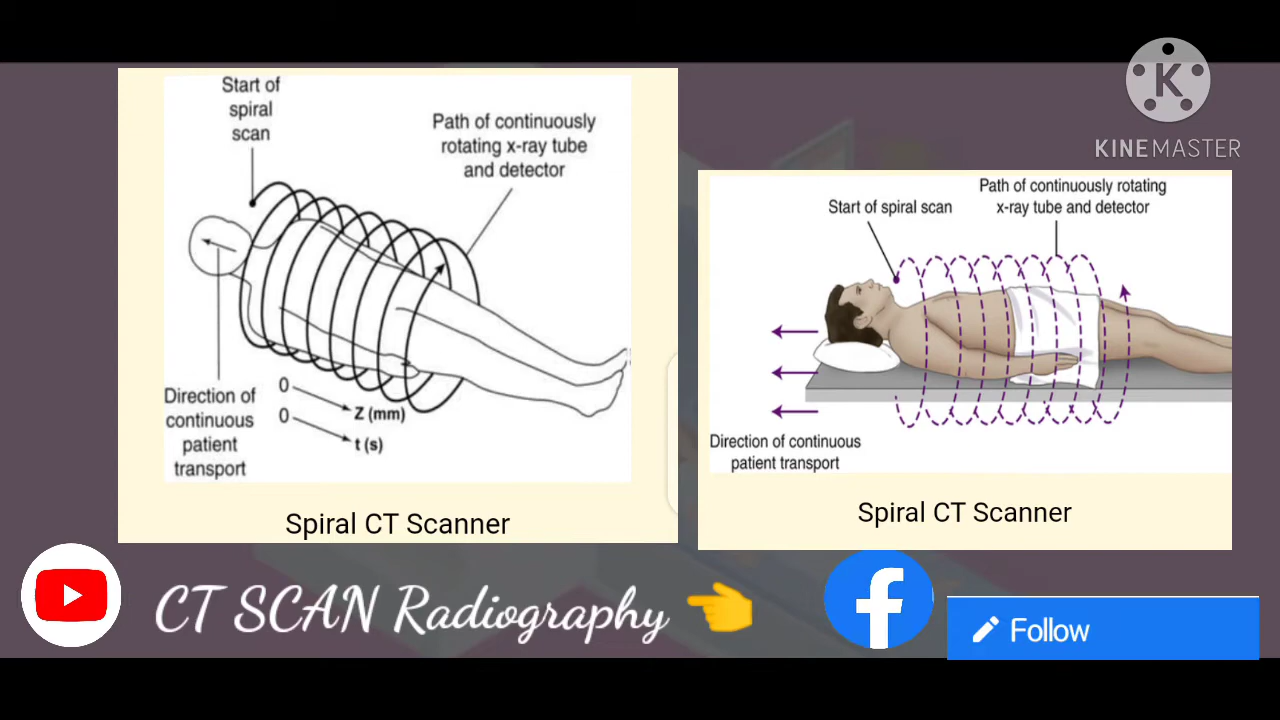 Start of
spiral
scan
Path of continuously
rotating x-ray tube
and detector
Direction of
continuous
patient
transport
0
Z (mm)
0
t (s)
Spiral CT Scanner
K
KINEMASTER
Path of continuously rotating
x-ray tube and detector
Start of spiral scan
Direction of continuous
patient transport
Spiral CT Scanner
CT SCAN Radiography
f
Follow